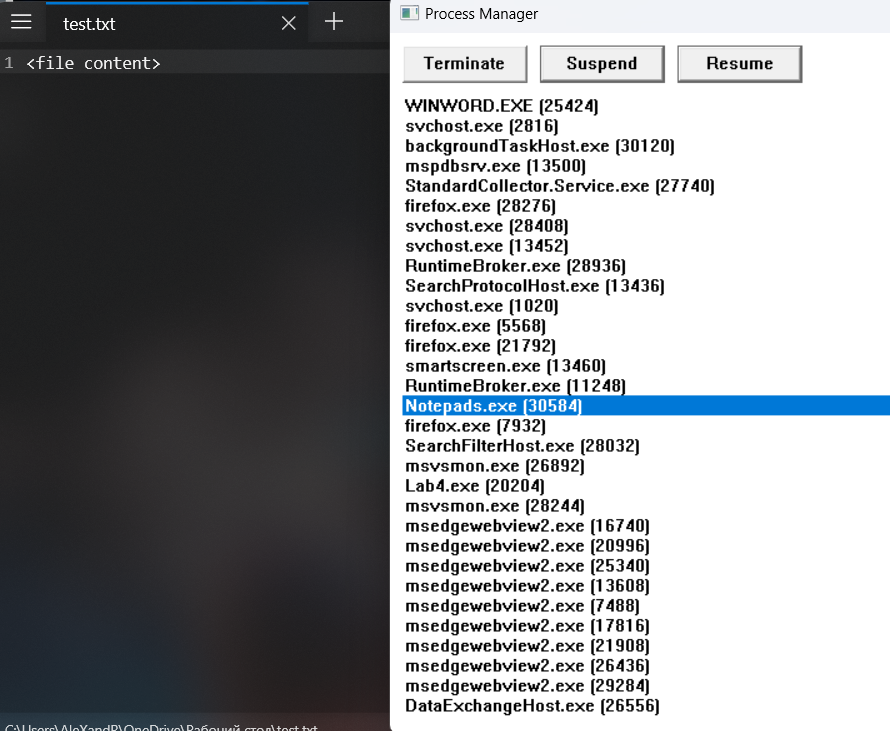 test.txt
1 <file content>
C:\Users\AleXandR\OneDrive\Рабочий стол\test.txt
Process Manager
Terminate Suspend Resume
WINWORD.EXE (25424)
svchost.exe (2816)
backgroundTaskHost.exe (30120)
mspdbsrv.exe (13500)
StandardCollector.Service.exe (27740)
firefox.exe (28276)
svchost.exe (28408)
svchost.exe (13452)
RuntimeBroker.exe (28936)
SearchProtocolHost.exe (13436)
svchost.exe (1020)
firefox.exe (5568)
firefox.exe (21792)
smartscreen.exe (13460)
RuntimeBroker.exe (11248)
Notepads.exe (30584)
firefox.exe (7932)
SearchFilterHost.exe (28032)
msvsmon.exe (26892)
Lab4.exe (20204)
msvsmon.exe (28244)
msedgewebview2.exe (16740)
msedgewebview2.exe (20996)
msedgewebview2.exe (25340)
msedgewebview2.exe (13608)
msedgewebview2.exe (7488)
msedgewebview2.exe (17816)
msedgewebview2.exe (21908)
msedgewebview2.exe (26436)
msedgewebview2.exe (29284)
DataExchangeHost.exe (26556)